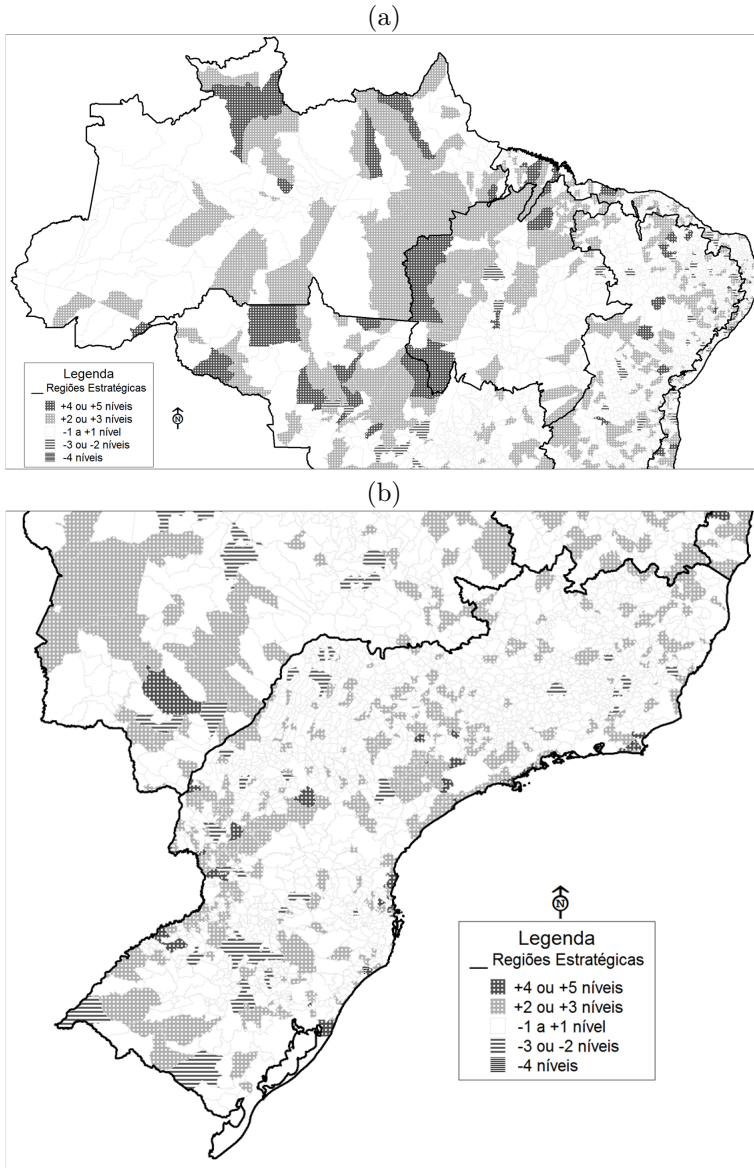 (a)
Legenda
Regiões Estratégicas
+4 ou +5 níveis
+2 ou +3 níveis
-1 a +1 nível
-3 ou -2 níveis
-4 níveis
N
(b)
N
Legenda
Regiões Estratégicas
+4 ou +5 níveis
+2 ou +3 níveis
-1 a +1 nível
-3 ou -2 níveis
-4 níveis